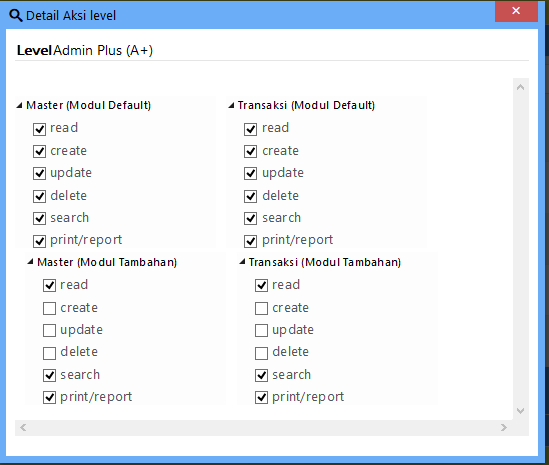 Detail Aksi level
LevelAdmin Plus (A+)
Master (Modul Default)
read
create
update
delete
search
print/report
Transaksi (Modul Default)
read
create
update
delete
search
print/report
Master (Modul Tambahan)
read
create
update
delete
search
print/report
Transaksi (Modul Tambahan)
read
create
update
delete
search
print/report